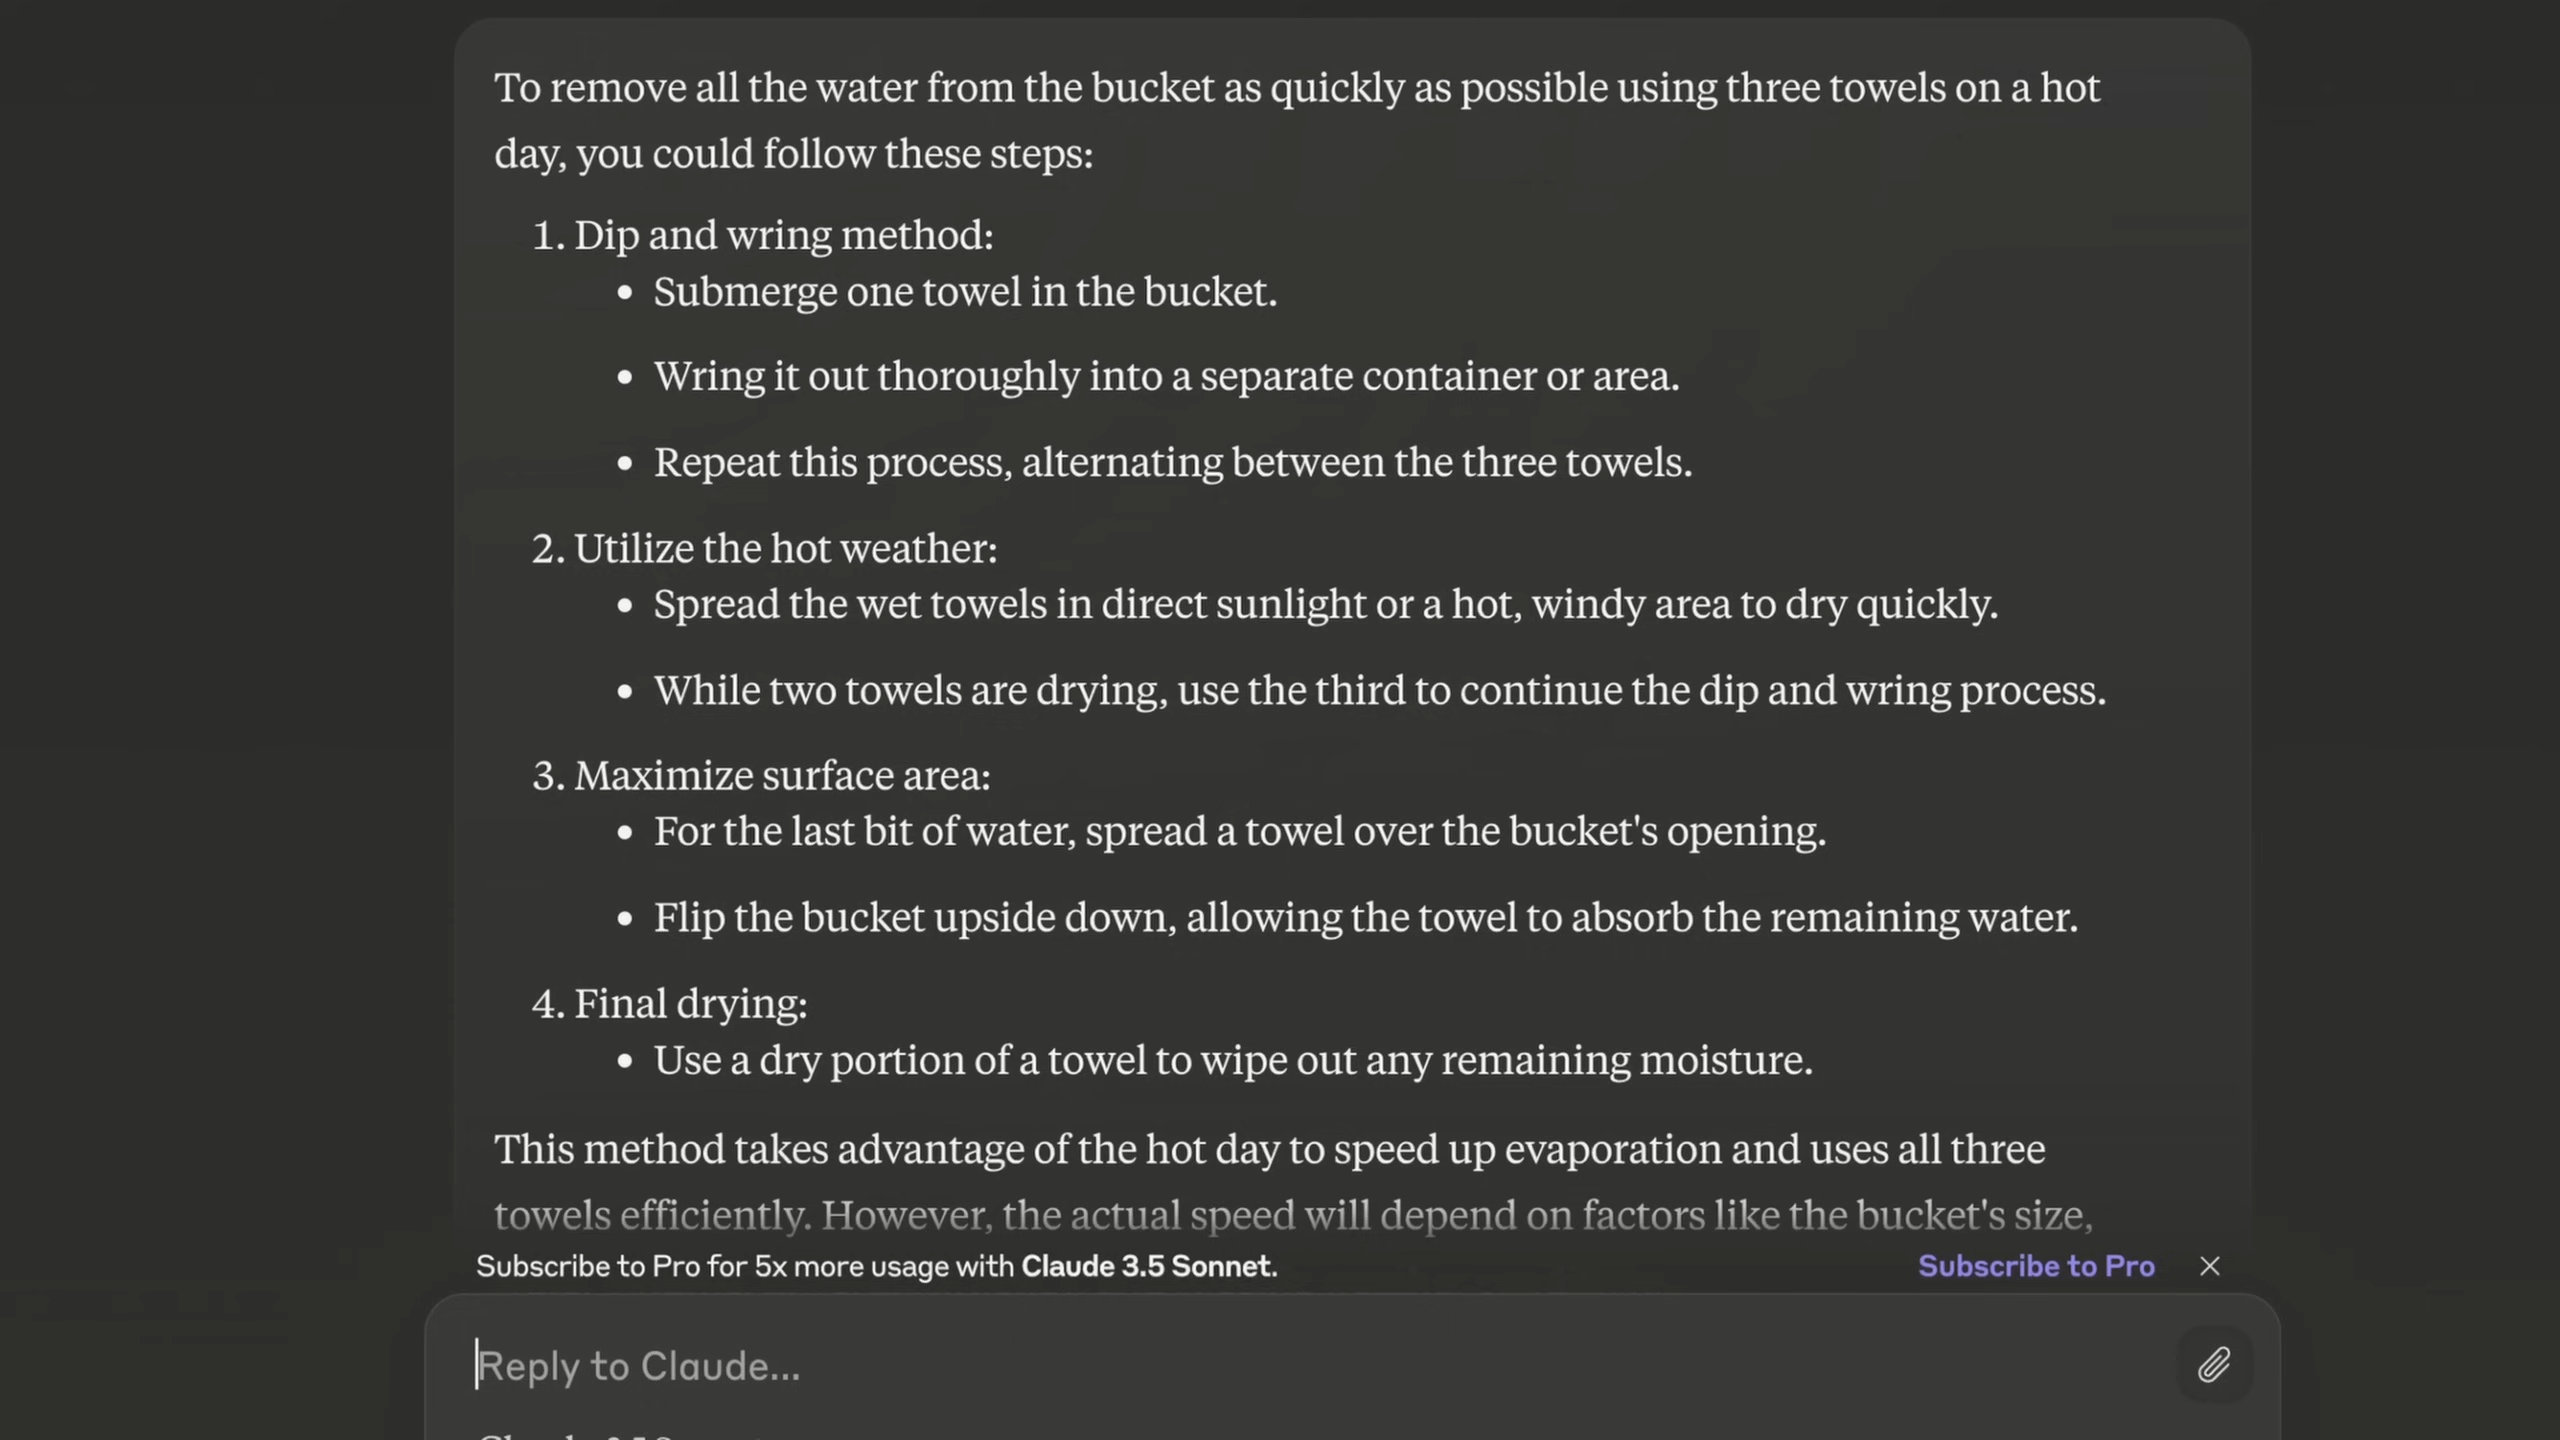 To remove all the water from the bucket as quickly as possible using three towels on a hot
day, you could follow these steps:
1. Dip and wring method:
• Submerge one towel in the bucket.
• Wring it out thoroughly into a separate container or area.
• Repeat this process, alternating between the three towels.
2. Utilize the hot weather:
• Spread the wet towels in direct sunlight or a hot, windy area to dry quickly.
• While two towels are drying, use the third to continue the dip and wring process.
3. Maximize surface area:
• For the last bit of water, spread a towel over the bucket's opening.
• Flip the bucket upside down, allowing the towel to absorb the remaining water.
4. Final drying:
• Use a dry portion of a towel to wipe out any remaining moisture.
This method takes advantage of the hot day to speed up evaporation and uses all three
towels efficiently. However, the actual speed will depend on factors like the bucket's size,
Subscribe to Pro for 5x more usage with Claude 3.5 Sonnet. Subscribe to Pro
Reply to Claude...